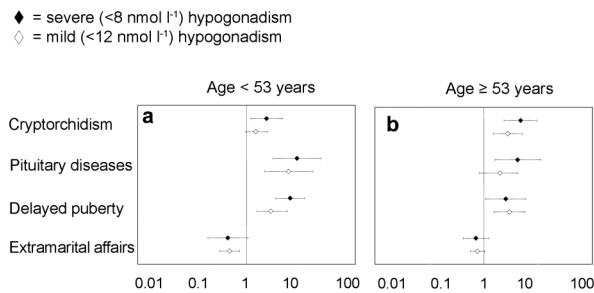 = severe (<8 nmol l⁻¹) hypogonadism
= mild (<12 nmol l⁻¹) hypogonadism
Age < 53 years
Age ≥ 53 years
a
b
Cryptorchidism
Pituitary diseases
Delayed puberty
Extramarital affairs
0.01 0.1 1 10 100
0.01 0.1 1 10 100